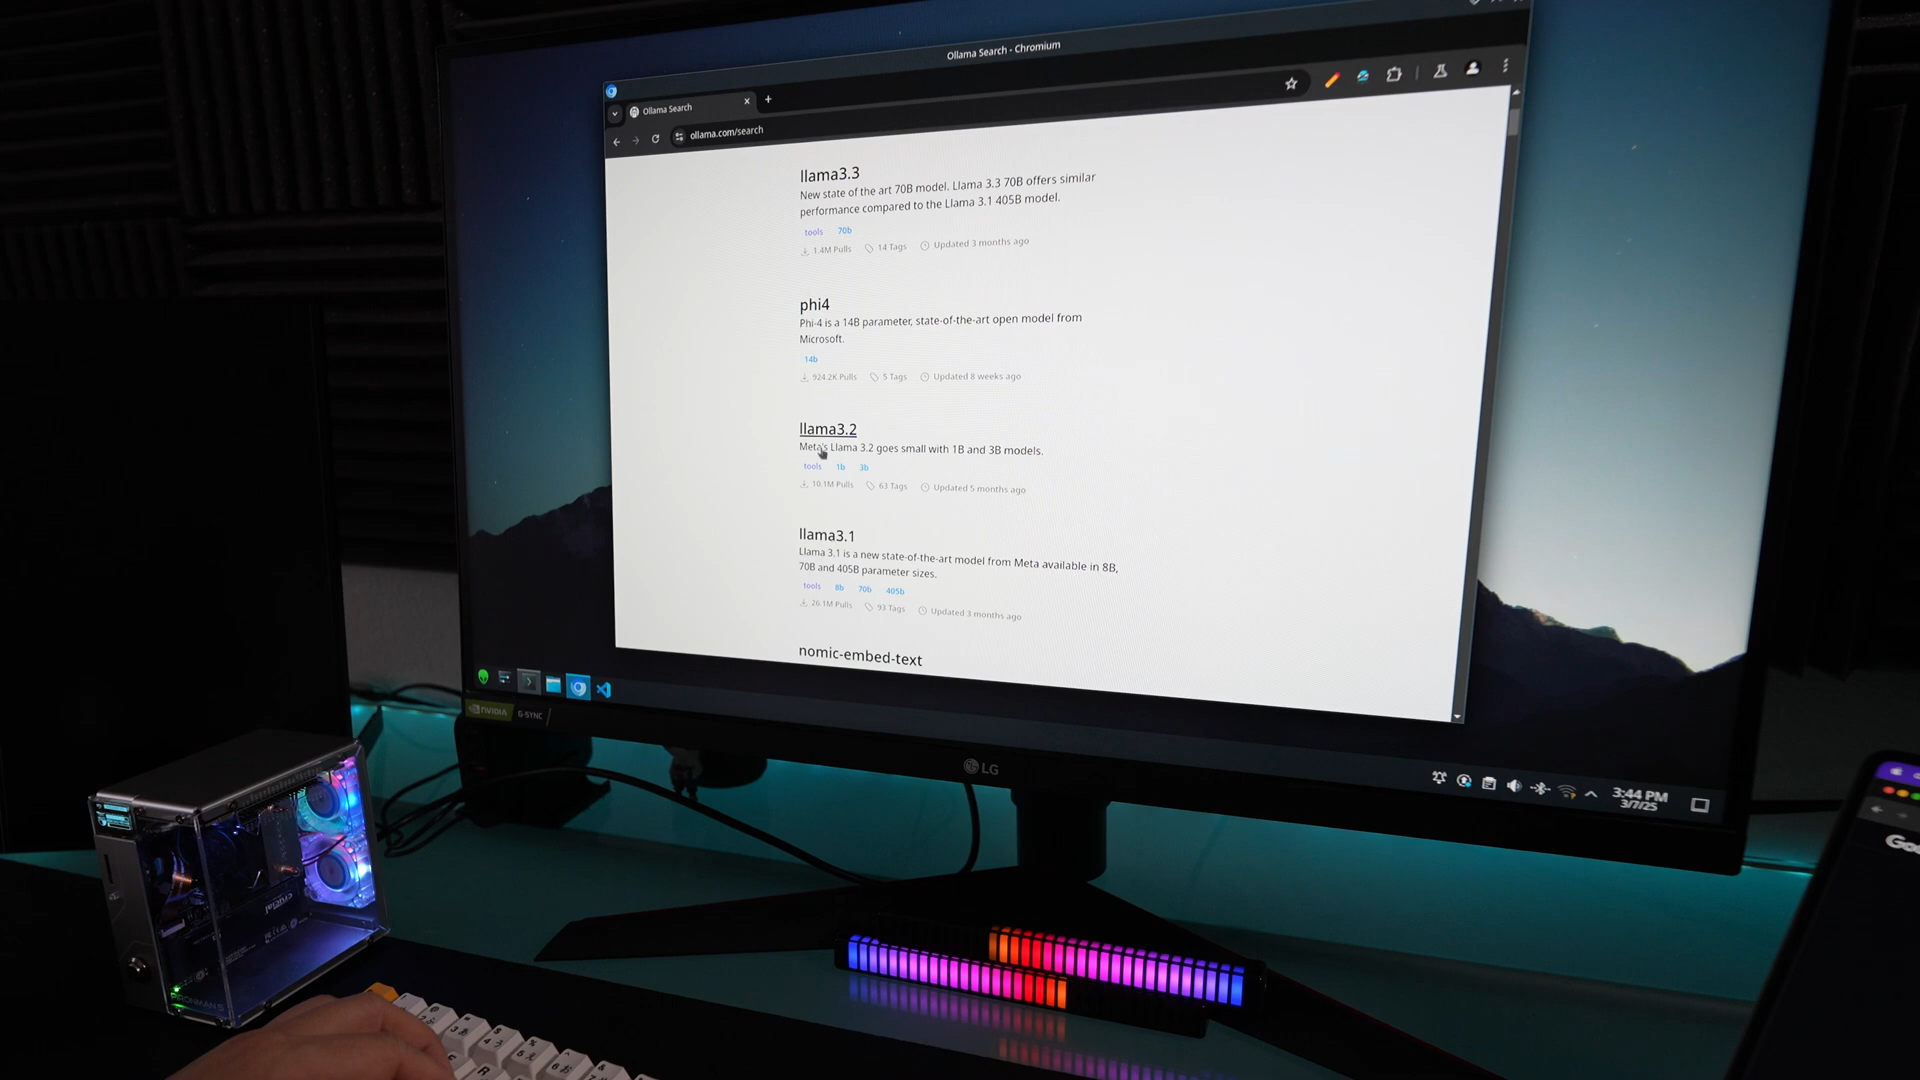 Ollama Search - Chromium
Ollama Search
ollama.com/search
llama3.3
New state of the art 70B model. Llama 3.3 70B offers similar
performance compared to the Llama 3.1 405B model.
tools 70b
1.4M Pulls 14 Tags Updated 3 months ago
phi4
Phi-4 is a 14B parameter, state-of-the-art open model from
Microsoft.
14b
924.2K Pulls 5 Tags Updated 8 weeks ago
llama3.2
Meta's Llama 3.2 goes small with 1B and 3B models.
tools 1b 3b
10.1M Pulls 63 Tags Updated 5 months ago
llama3.1
Llama 3.1 is a new state-of-the-art model from Meta available in 8B,
70B and 405B parameter sizes.
tools 8b 70b 405b
26.1M Pulls 93 Tags Updated 3 months ago
nomic-embed-text
NVIDIA G-SYNC
LG
3:44 PM
3/7/25
crucial